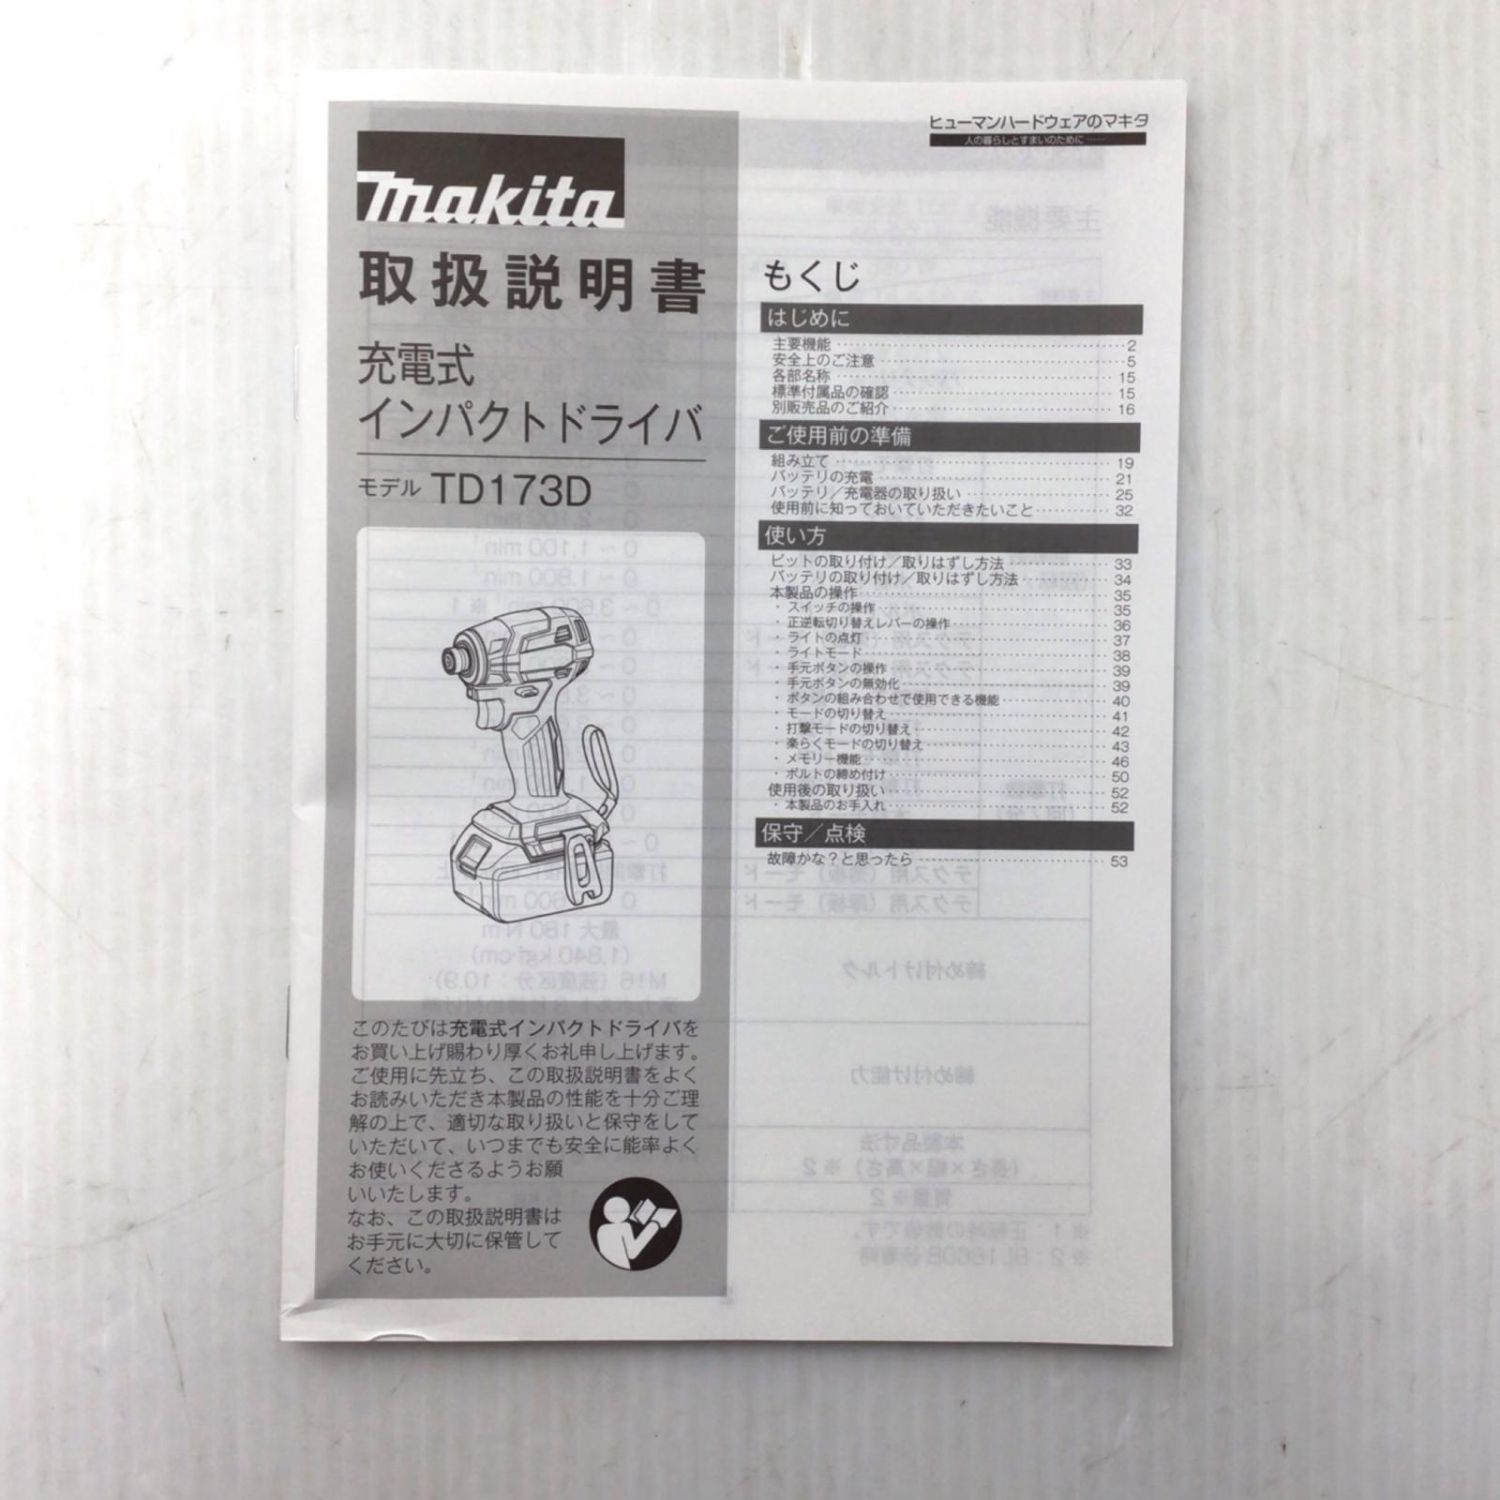 makita
取扱説明書
充電式
インパクトドライバ
モデル TD173D
このたびは充電式インパクトドライバを
お買い上げ賜わり厚くお礼申し上げます。
ご使用に先立ち、この取扱説明書をよく
お読みいただき本製品の性能を十分ご理
解の上で、適切な取り扱いと保守をして
いただいて、いつまでも安全に能率よく
お使いくださるようお願
いいたします。
なお、この取扱説明書は
お手元に大切に保管して
ください。
ヒューマンハードウェアのマキタ
人の暮らしとすまいのために……
もくじ
はじめに
主要機能 2
安全上のご注意 5
各部名称 15
標準付属品の確認 15
別販売品のご紹介 16
ご使用前の準備
組み立て 19
バッテリの充電 21
バッテリ／充電器の取り扱い 25
使用前に知っておいていただきたいこと 32
使い方
ビットの取り付け／取りはずし方法 33
バッテリの取り付け／取りはずし方法 34
本製品の操作 35
・スイッチの操作 35
・正逆転切り替えレバーの操作 36
・ライトの点灯 37
・ライトモード 38
・手元ボタンの操作 39
・手元ボタンの無効化 39
・ボタンの組み合わせで使用できる機能 40
・モードの切り替え 41
・打撃モードの切り替え 42
・楽らくモードの切り替え 43
・メモリー機能 46
・ボルトの締め付け 50
使用後の取り扱い 52
・本製品のお手入れ 52
保守／点検
故障かな？と思ったら 53